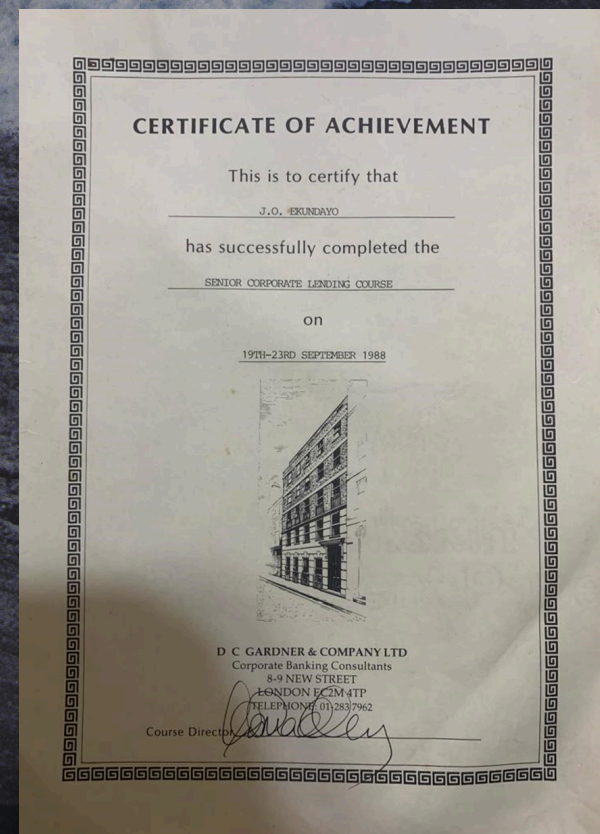 CERTIFICATE OF ACHIEVEMENT
This is to certify that
J.O. EKUNDAYO
has successfully completed the
SENIOR CORPORATE LENDING COURSE
on
19TH-23RD SEPTEMBER 1988
D C GARDNER & COMPANY LTD
Corporate Banking Consultants
8-9 NEW STREET
LONDON EC2M 4TP
TELEPHONE: 01-283 7962
Course Director